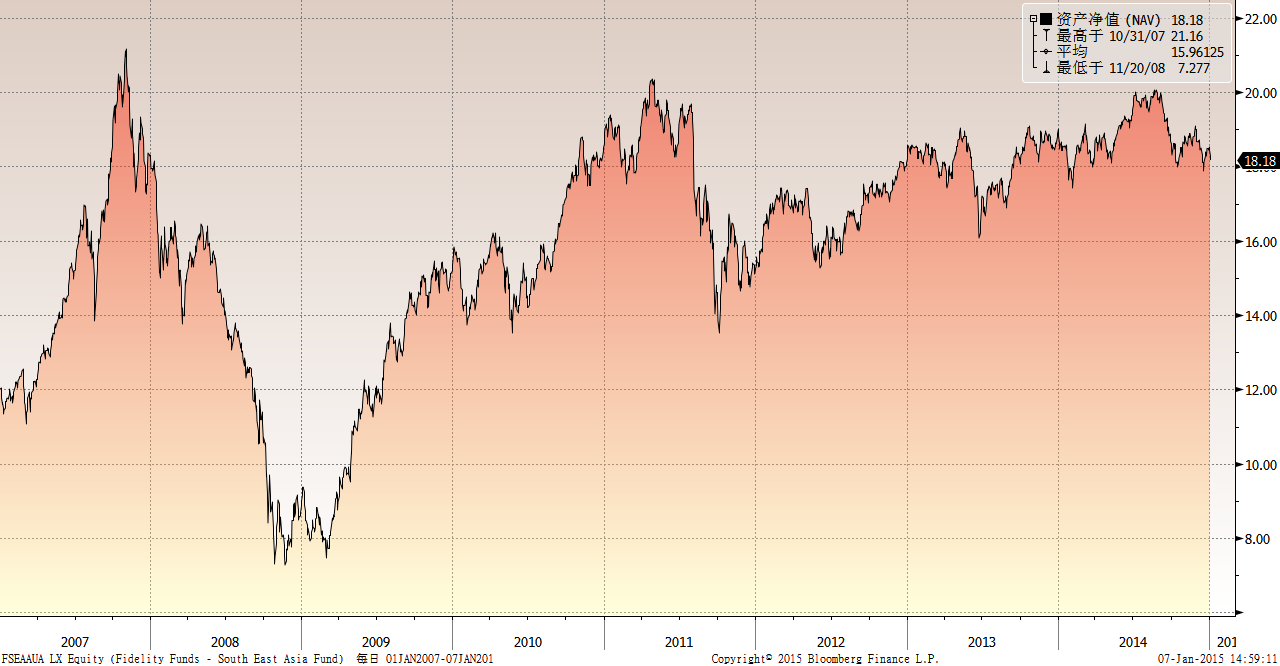 资产净值 (NAV) 18.18
最高于 10/31/07 21.16
平均 15.96125
最低于 11/20/08 7.277
22.00
20.00
18.18
16.00
14.00
12.00
10.00
8.00
2007 2008 2009 2010 2011 2012 2013 2014 201
FSEAAUA LX Equity (Fidelity Funds - South East Asia Fund) 每日 01JAN2007-07JAN201 Copyright© 2015 Bloomberg Finance L.P. 07-Jan-2015 14:59:11